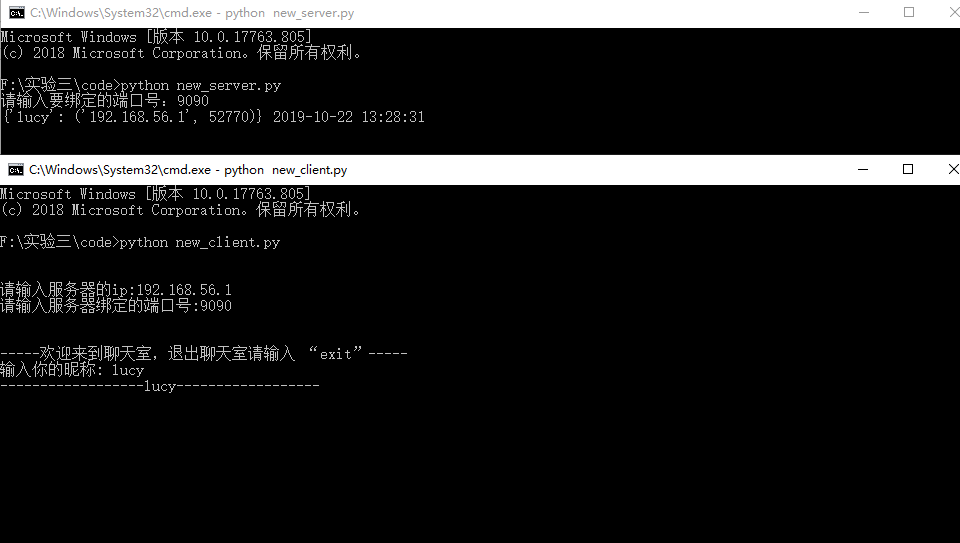 C:\Windows\System32\cmd.exe - python  new_server.py
Microsoft Windows [版本 10.0.17763.805]
(c) 2018 Microsoft Corporation。保留所有权利。
F:\实验三\code>python new_server.py
请输入要绑定的端口号：9090
{'lucy': ('192.168.56.1', 52770)} 2019-10-22 13:28:31
C:\Windows\System32\cmd.exe - python  new_client.py
Microsoft Windows [版本 10.0.17763.805]
(c) 2018 Microsoft Corporation。保留所有权利。
F:\实验三\code>python new_client.py
请输入服务器的ip:192.168.56.1
请输入服务器绑定的端口号:9090
-----欢迎来到聊天室，退出聊天室请输入 “exit”-----
输入你的昵称: lucy
------------------lucy------------------